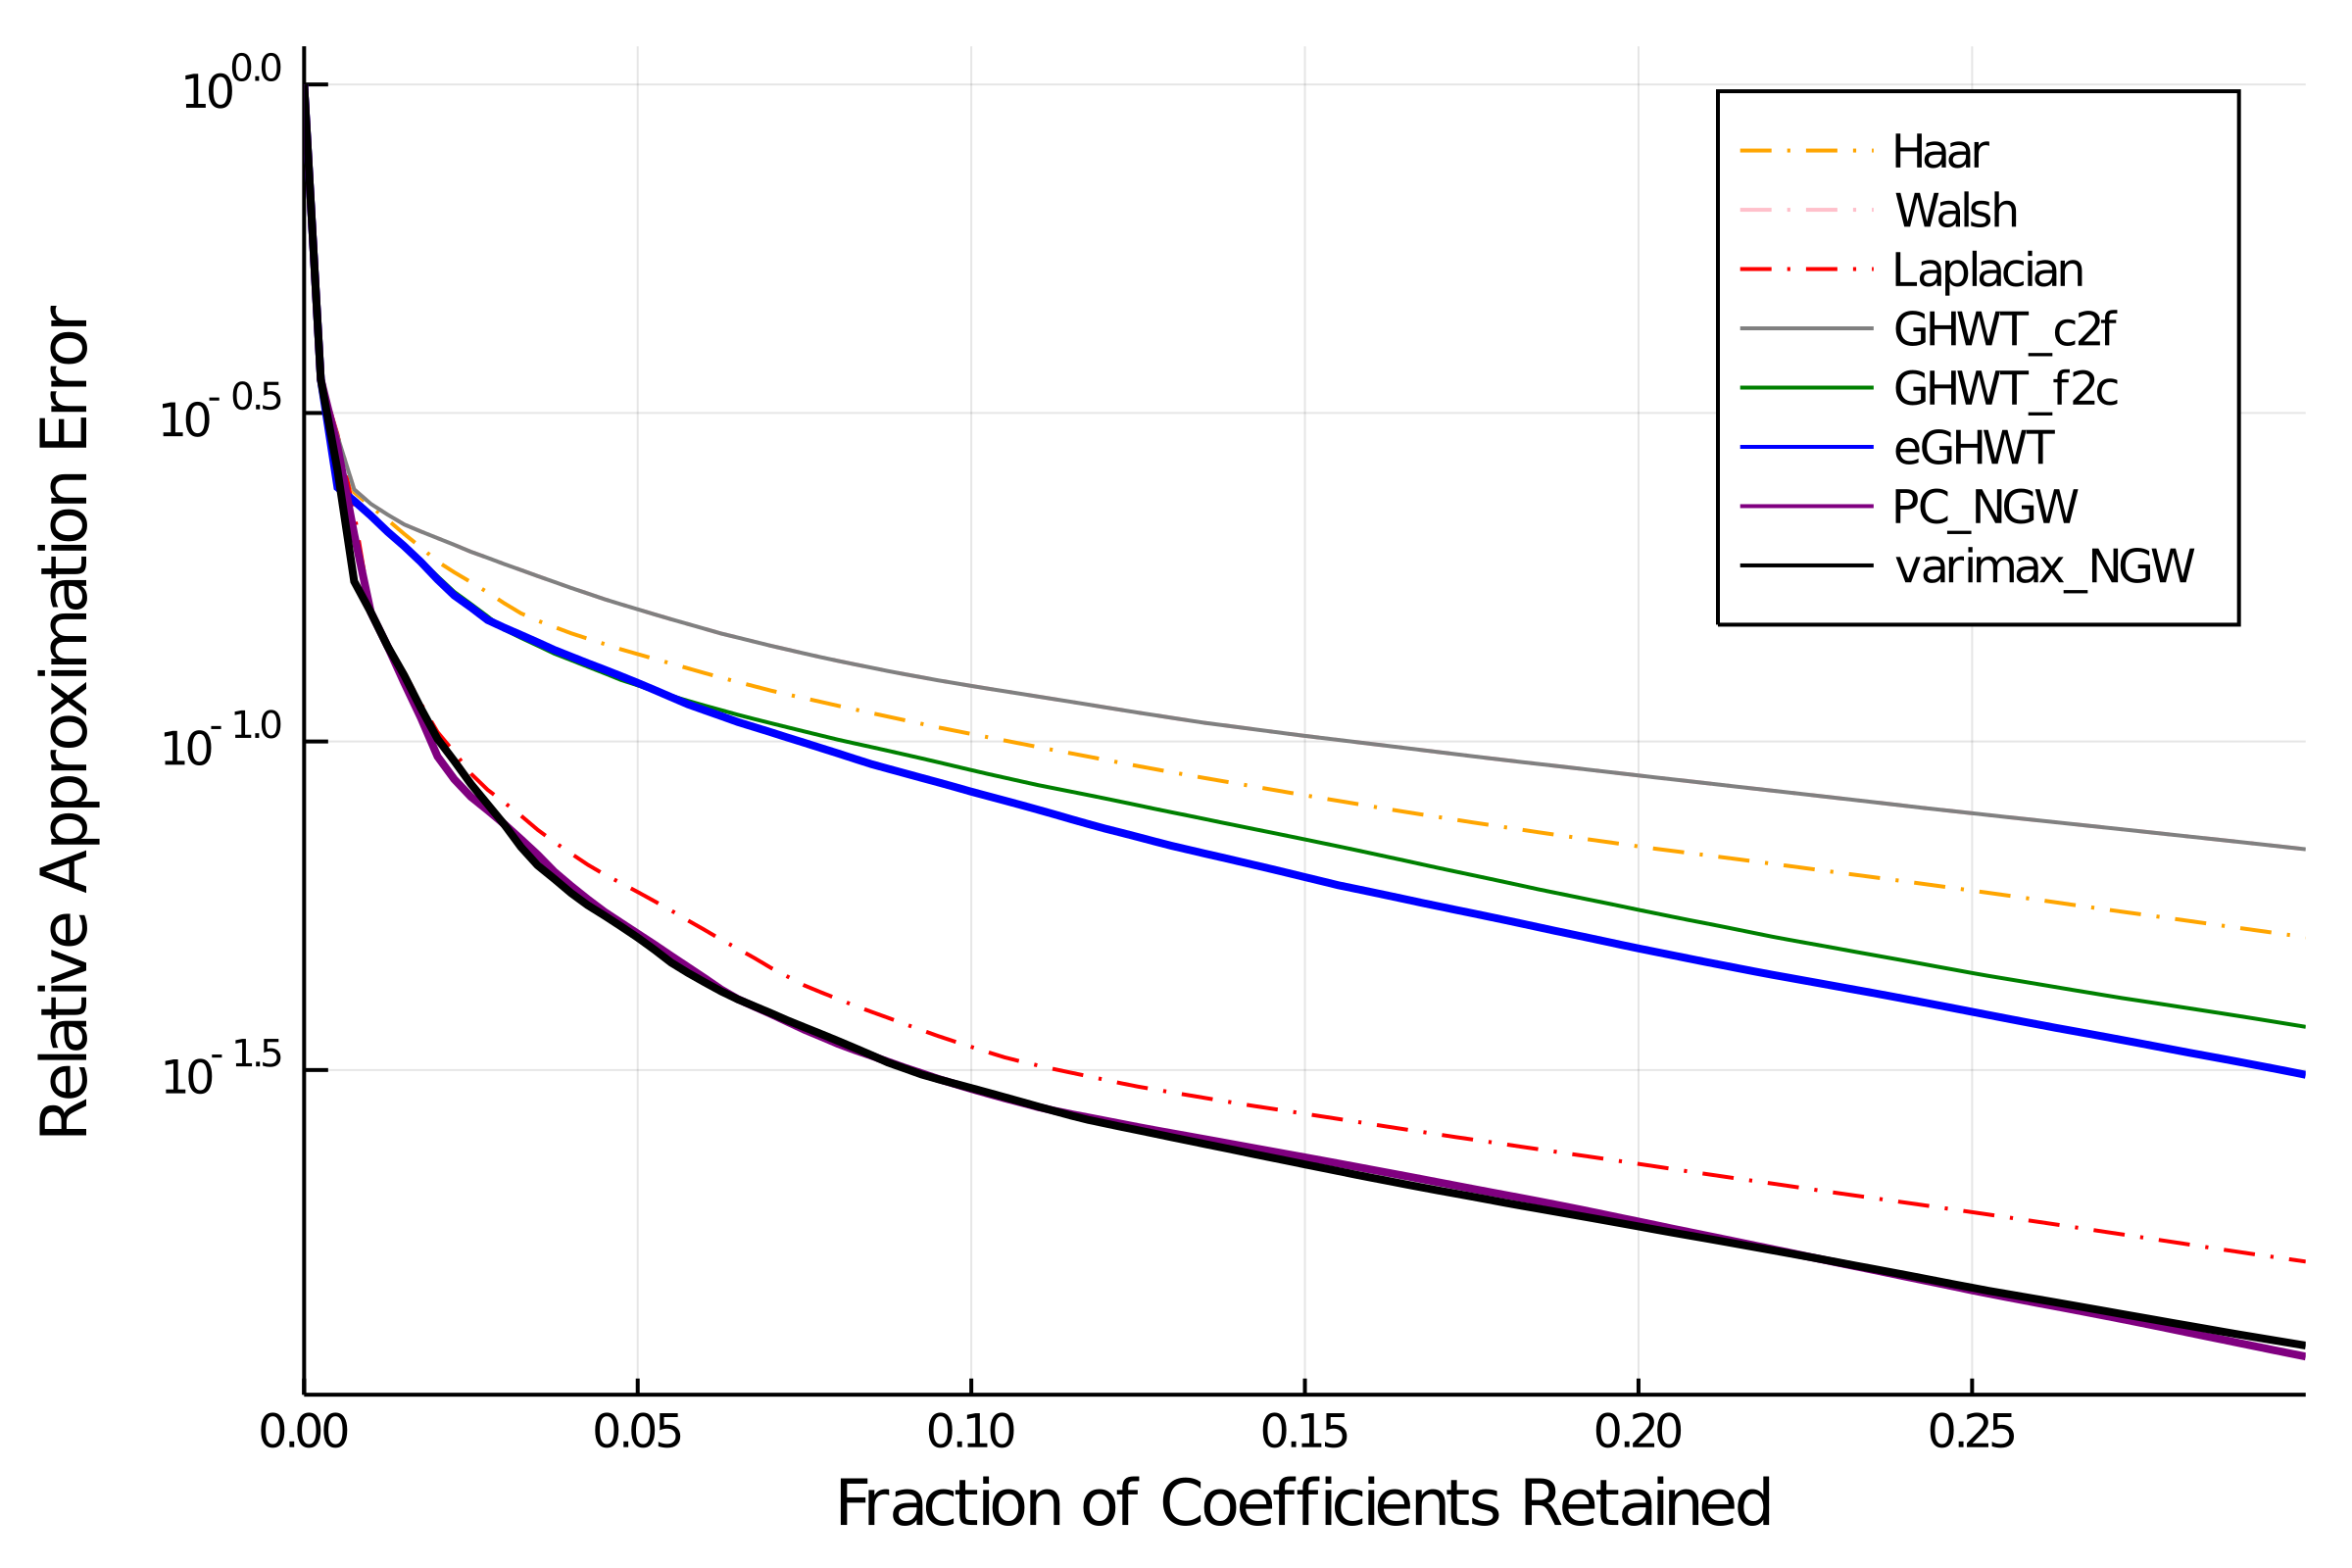 Relative Approximation Error
10^0.0
10^-0.5
10^-1.0
10^-1.5
Haar
Walsh
Laplacian
GHWT_c2f
GHWT_f2c
eGHWT
PC_NGW
varimax_NGW
0.00 0.05 0.10 0.15 0.20 0.25
Fraction of Coefficients Retained